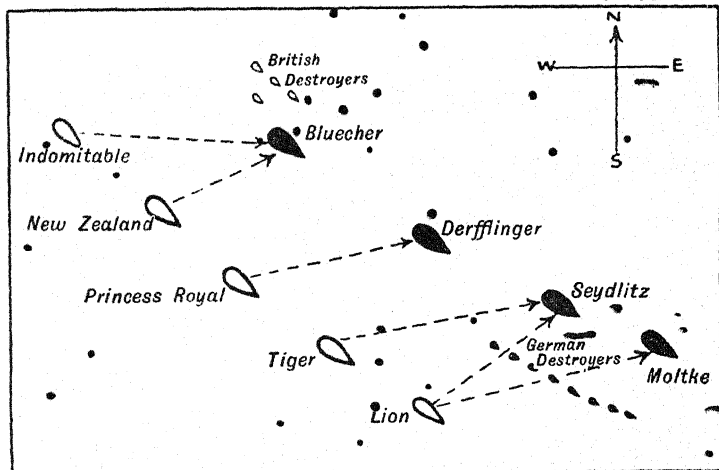 N
British
Destroyers
W E
Bluecher
Indomitable
S
New Zealand
Derfflinger
Princess Royal
Seydlitz
Tiger
German
Destroyers
Moltke
Lion